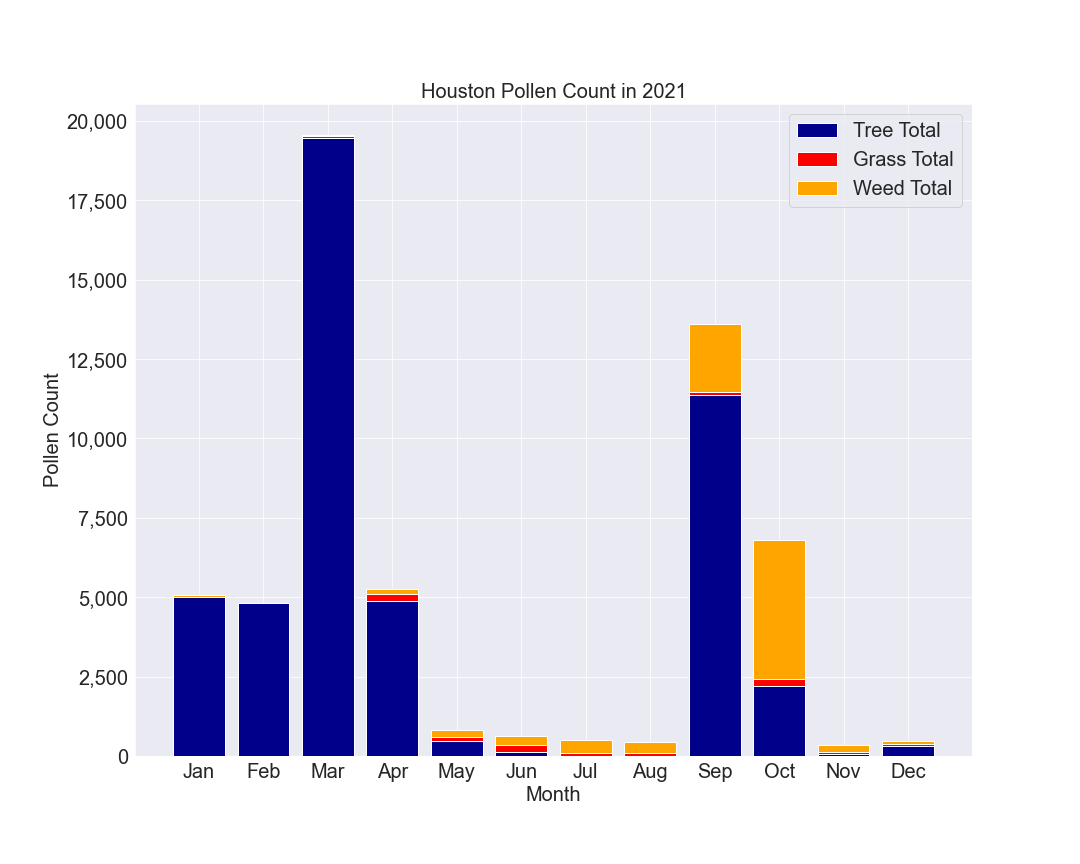 Houston Pollen Count in 2021
Tree Total
Grass Total
Weed Total
20,000
17,500
15,000
12,500
10,000
7,500
5,000
2,500
0
Pollen Count
Jan Feb Mar Apr May Jun Jul Aug Sep Oct Nov Dec
Month